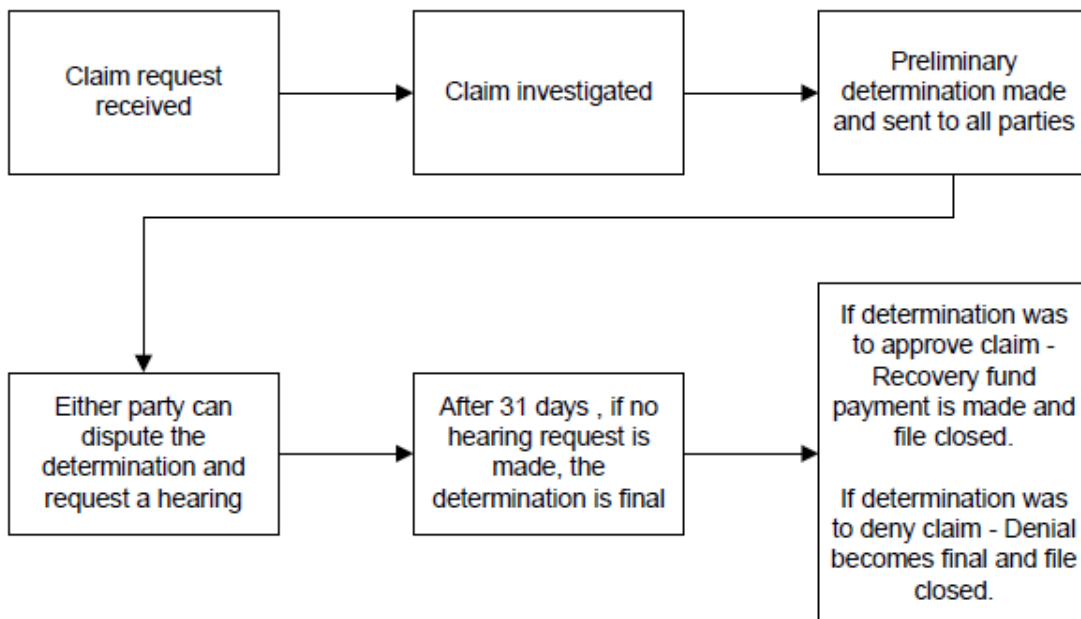 Claim request
received
Claim investigated
Preliminary
determination made
and sent to all parties
Either party can
dispute the
determination and
request a hearing
After 31 days , if no
hearing request is
made, the
determination is final
If determination was
to approve claim -
Recovery fund
payment is made and
file closed.
If determination was
to deny claim - Denial
becomes final and file
closed.